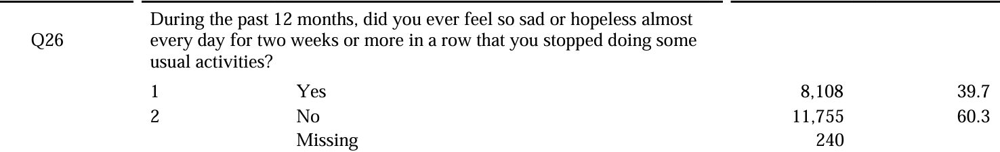 During the past 12 months, did you ever feel so sad or hopeless almost
Q26 every day for two weeks or more in a row that you stopped doing some
usual activities?
1 Yes 8,108 39.7
2 No 11,755 60.3
Missing 240